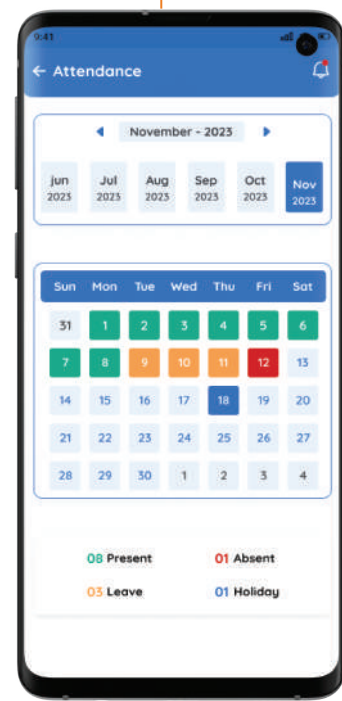 9:41
← Attendance
November - 2023
jun Jul Aug Sep Oct Nov
2023 2023 2023 2023 2023 2023
Sun Mon Tue Wed Thu Fri Sat
31 1 2 3 4 5 6
7 8 9 10 11 12 13
14 15 16 17 18 19 20
21 22 23 24 25 26 27
28 29 30 1 2 3 4
08 Present 01 Absent
03 Leave 01 Holiday